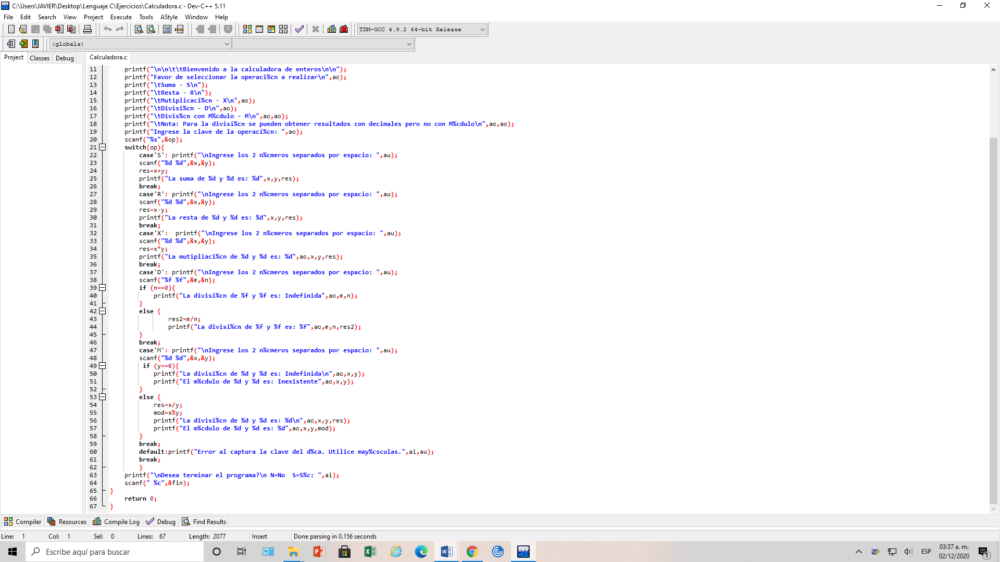 C:\Users\JAVIER\Desktop\Lenguaje C\Ejercicios\Calculadora.c - Dev-C++ 5.11
File Edit Search View Project Execute Tools AStyle Window Help
TDM-GCC 4.9.2 64-bit Release
(globals)
Project Classes Debug Calculadora.c
11 printf("\n\n\t\tBienvenido a la calculadora de enteros\n\n");
12 printf("Favor de seleccionar la operaci%cn a realizar\n",ao);
13 printf("\tSuma - S\n");
14 printf("\tResta - R\n");
15 printf("\tMutiplicaci%cn - X\n",ao);
16 printf("\tDivisi%cn - D\n",ao);
17 printf("\tDivis%cn con M%cdulo - M\n",ao,ao);
18 printf("\tNota: Para la divisi%cn se pueden obtener resultados con decimales pero no con M%cdulo\n",ao,ao);
19 printf("Ingrese la clave de la operaci%cn: ",ao);
20 scanf("%s",&op);
21 switch(op){
22 case'S': printf("\nIngrese los 2 n%cmeros separados por espacio: ",au);
23 scanf("%d %d",&x,&y);
24 res=x+y;
25 printf("La suma de %d y %d es: %d",x,y,res);
26 break;
27 case'R': printf("\nIngrese los 2 n%cmeros separados por espacio: ",au);
28 scanf("%d %d",&x,&y);
29 res=x-y;
30 printf("La resta de %d y %d es: %d",x,y,res);
31 break;
32 case'X':  printf("\nIngrese los 2 n%cmeros separados por espacio: ",au);
33 scanf("%d %d",&x,&y);
34 res=x*y;
35 printf("La mutipliaci%cn de %d y %d es: %d",ao,x,y,res);
36 break;
37 case'D': printf("\nIngrese los 2 n%cmeros separados por espacio: ",au);
38 scanf("%f %f",&m,&n);
39 if (n==0){
40 printf("La divisi%cn de %f y %f es: Indefinida",ao,m,n);
41 }
42 else {
43 res2=m/n;
44 printf("La divisi%cn de %f y %f es: %f",ao,m,n,res2);
45 }
46 break;
47 case'M': printf("\nIngrese los 2 n%cmeros separados por espacio: ",au);
48 scanf("%d %d",&x,&y);
49 if (y==0){
50 printf("La divisi%cn de %d y %d es: Indefinida\n",ao,x,y);
51 printf("El m%cdulo de %d y %d es: Inexistente",ao,x,y);
52 }
53 else {
54 res=x/y;
55 mod=x%y;
56 printf("La divisi%cn de %d y %d es: %d\n",ao,x,y,res);
57 printf("El m%cdulo de %d y %d es: %d",ao,x,y,mod);
58 }
59 break;
60 default:printf("Error al captura la clave del d%ca. Utilice may%csculas.",ai,au);
61 break;
62 }
63 printf("\nDesea terminar el programa?\n N=No  S=S%c: ",ai);
64 scanf(" %c",&fin);
65 }
66 return 0;
67 }
Compiler Resources Compile Log Debug Find Results
Line: 1 Col: 1 Sel: 0 Lines: 67 Length: 2077 Insert Done parsing in 0.156 seconds
Escribe aquí para buscar
ESP 03:37 a. m.
02/12/2020
1